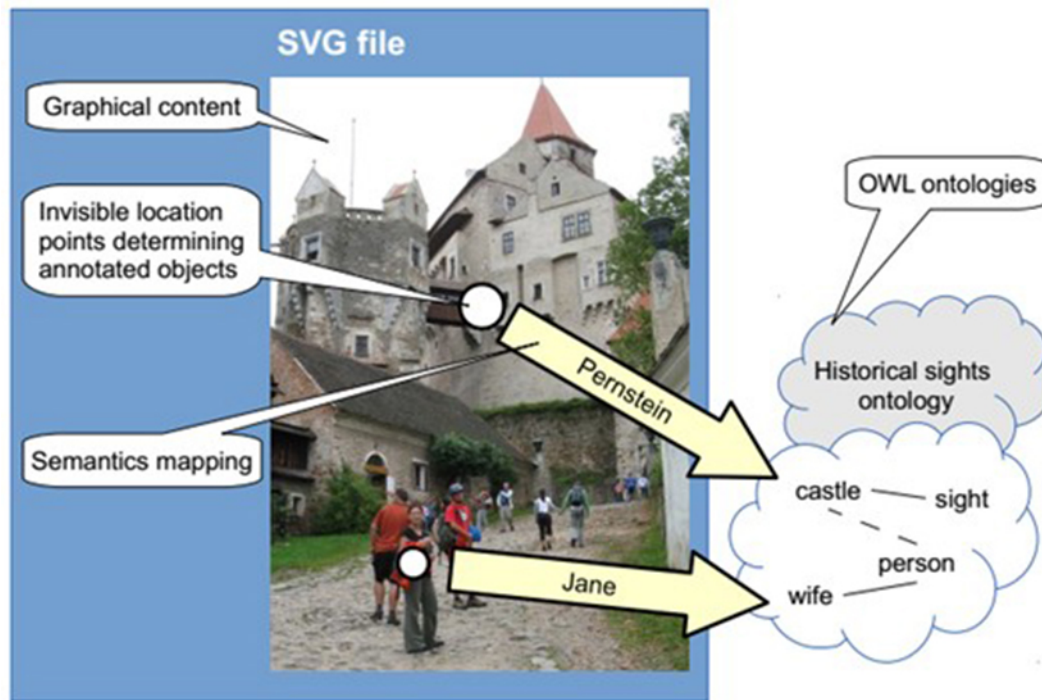 SVG file
Graphical content
Invisible location
points determining
annotated objects
Semantics mapping
Pernstein
Jane
OWL ontologies
Historical sights
ontology
castle
sight
person
wife